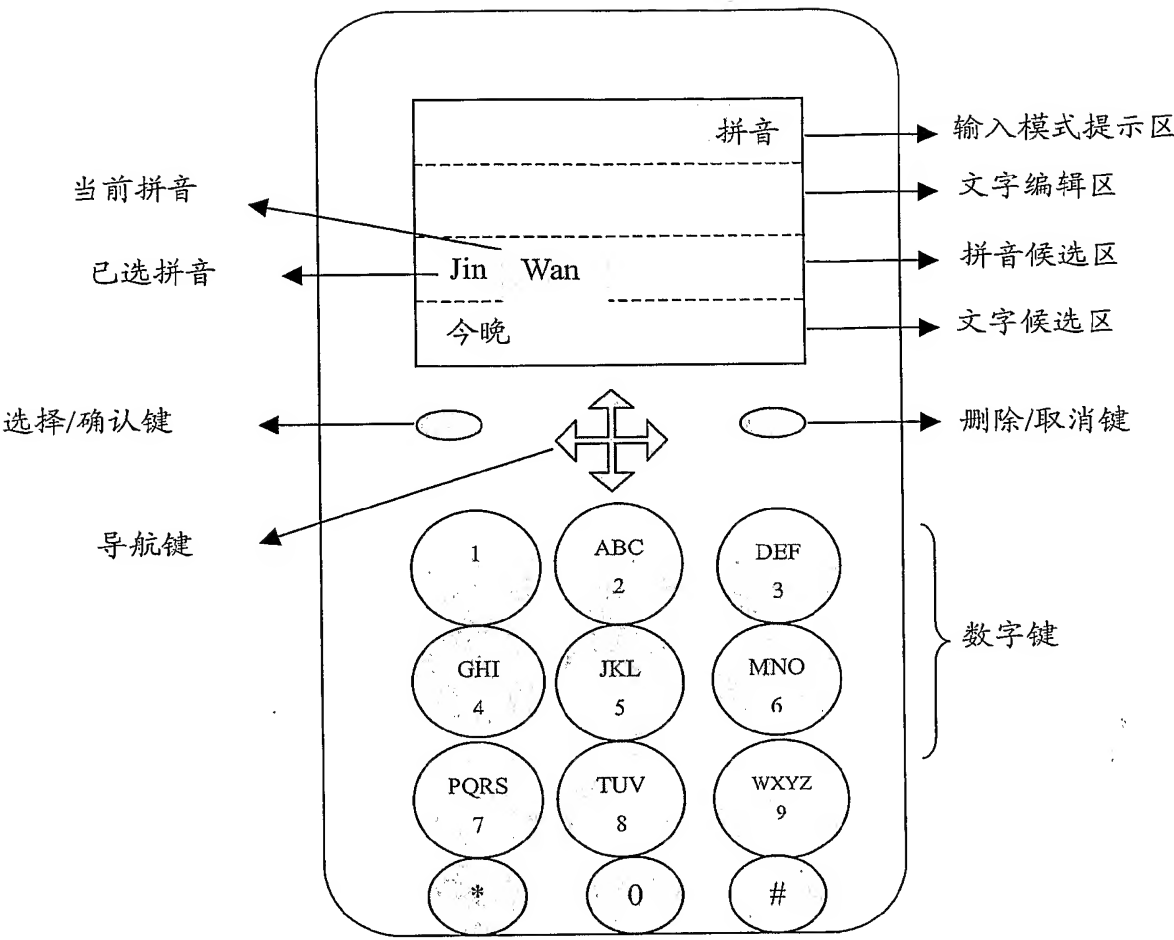 拼音
输入模式提示区
当前拼音
文字编辑区
已选拼音
Jin Wan
拼音候选区
今晚
文字候选区
选择/确认键
删除/取消键
导航键
1
ABC
2
DEF
3
数字键
GHI
4
JKL
5
MNO
6
PQRS
7
TUV
8
WXYZ
9
*
0
#